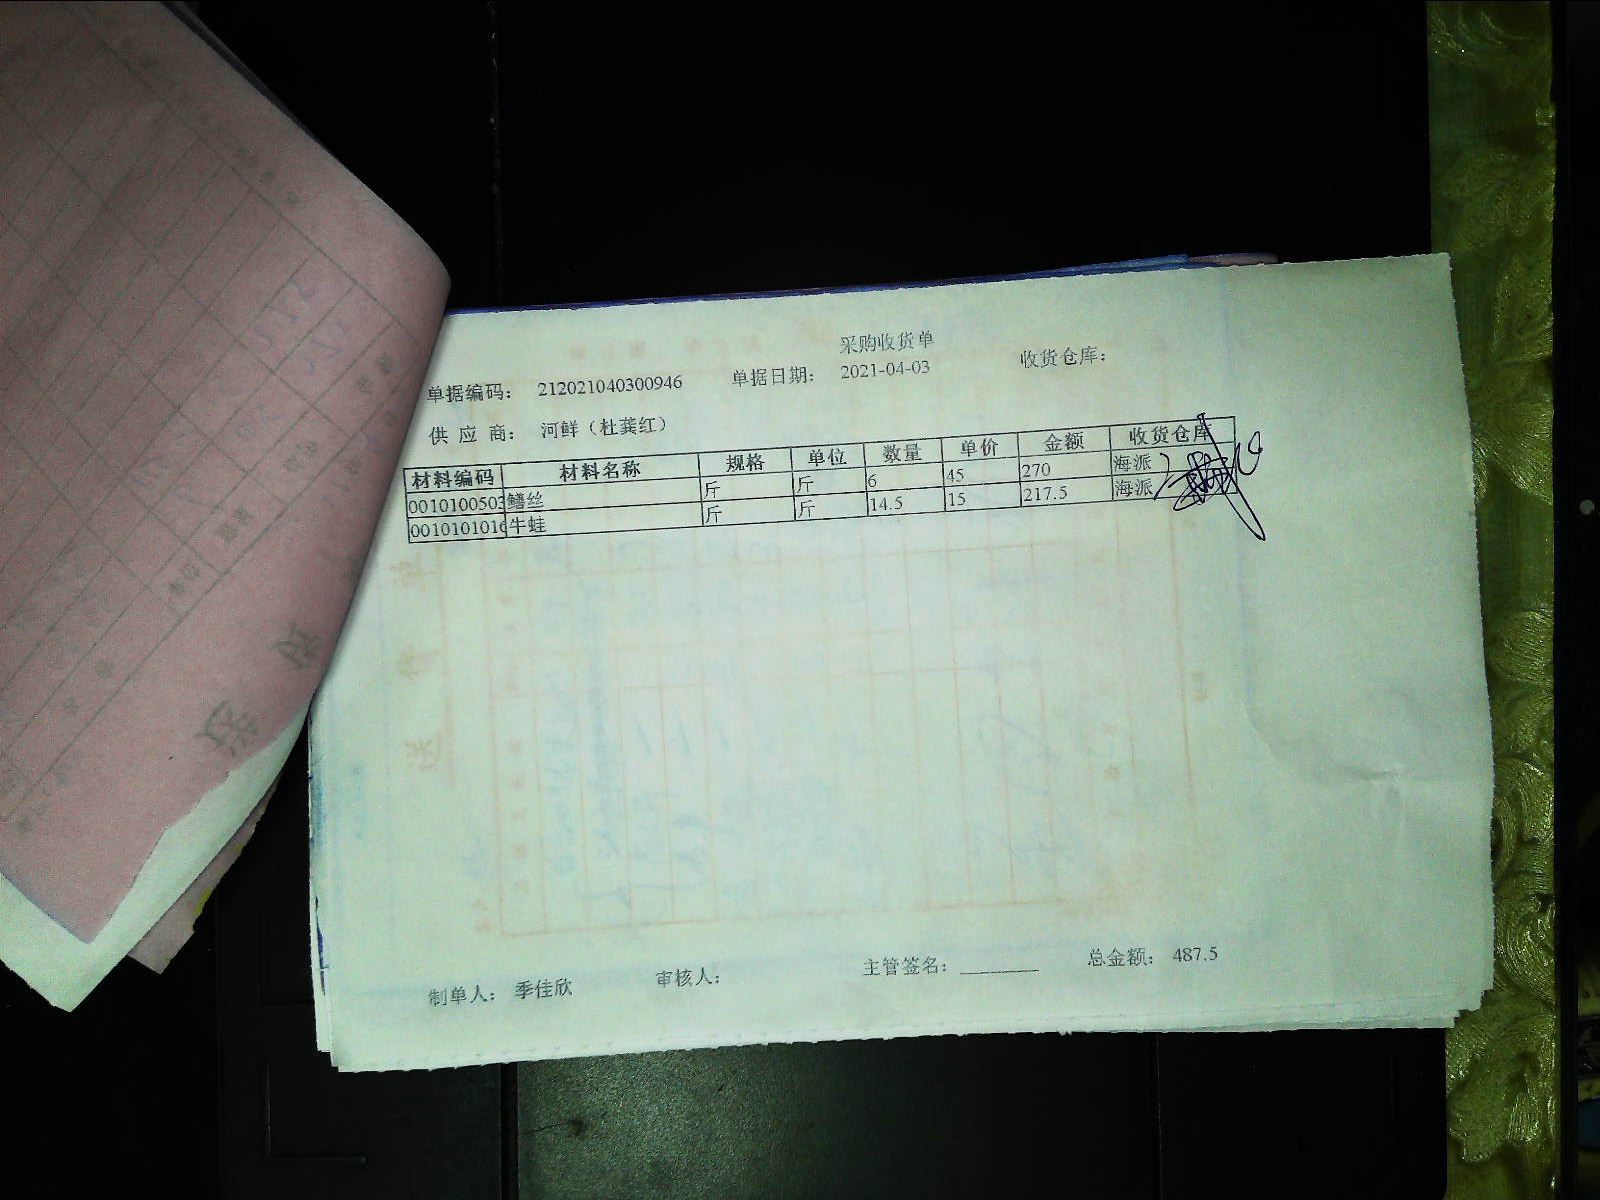 采购收货单
单据编码： 212021040300946 单据日期： 2021-04-03 收货仓库：
供 应 商： 河鲜（杜龚红）
材料编码 材料名称 规格 单位 数量 单价 金额 收货仓库
0010100503 鳝丝 斤 斤 6 45 270 海派
0010101016 牛蛙 斤 斤 14.5 15 217.5 海派
制单人： 季佳欣 审核人： 主管签名：________ 总金额： 487.5